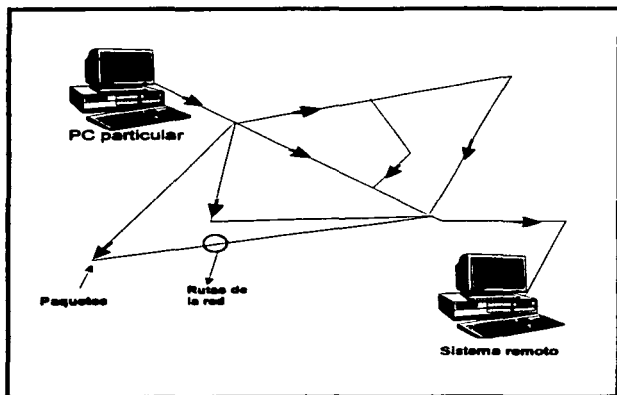 PC particular
Paquetes
Rutas de
la red
Sistema remoto